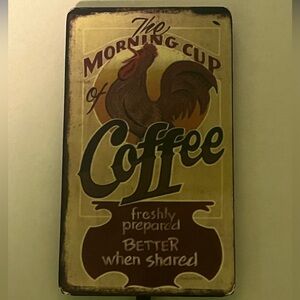 The
MORNING CUP
of
Coffee
freshly
prepared
BETTER
when shared